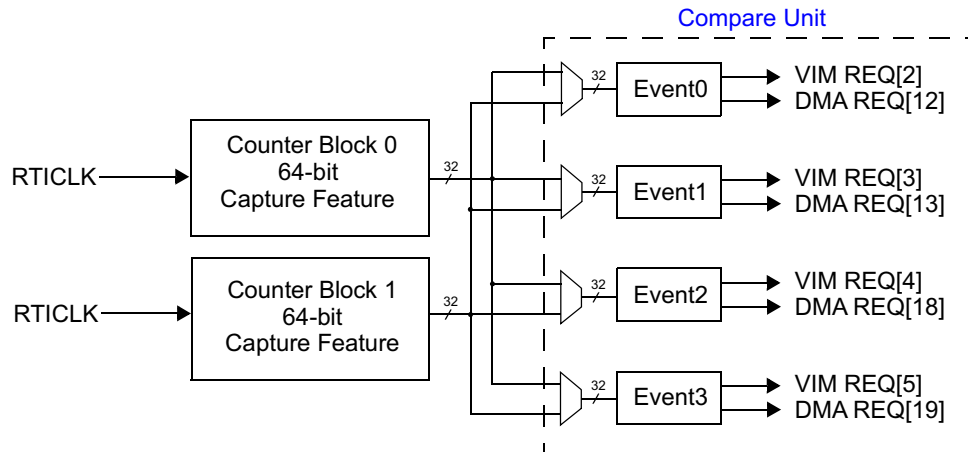 Compare Unit
32
Event0
VIM REQ[2]
DMA REQ[12]
RTICLK
Counter Block 0
64-bit
Capture Feature
32
32
Event1
VIM REQ[3]
DMA REQ[13]
RTICLK
Counter Block 1
64-bit
Capture Feature
32
32
Event2
VIM REQ[4]
DMA REQ[18]
32
Event3
VIM REQ[5]
DMA REQ[19]